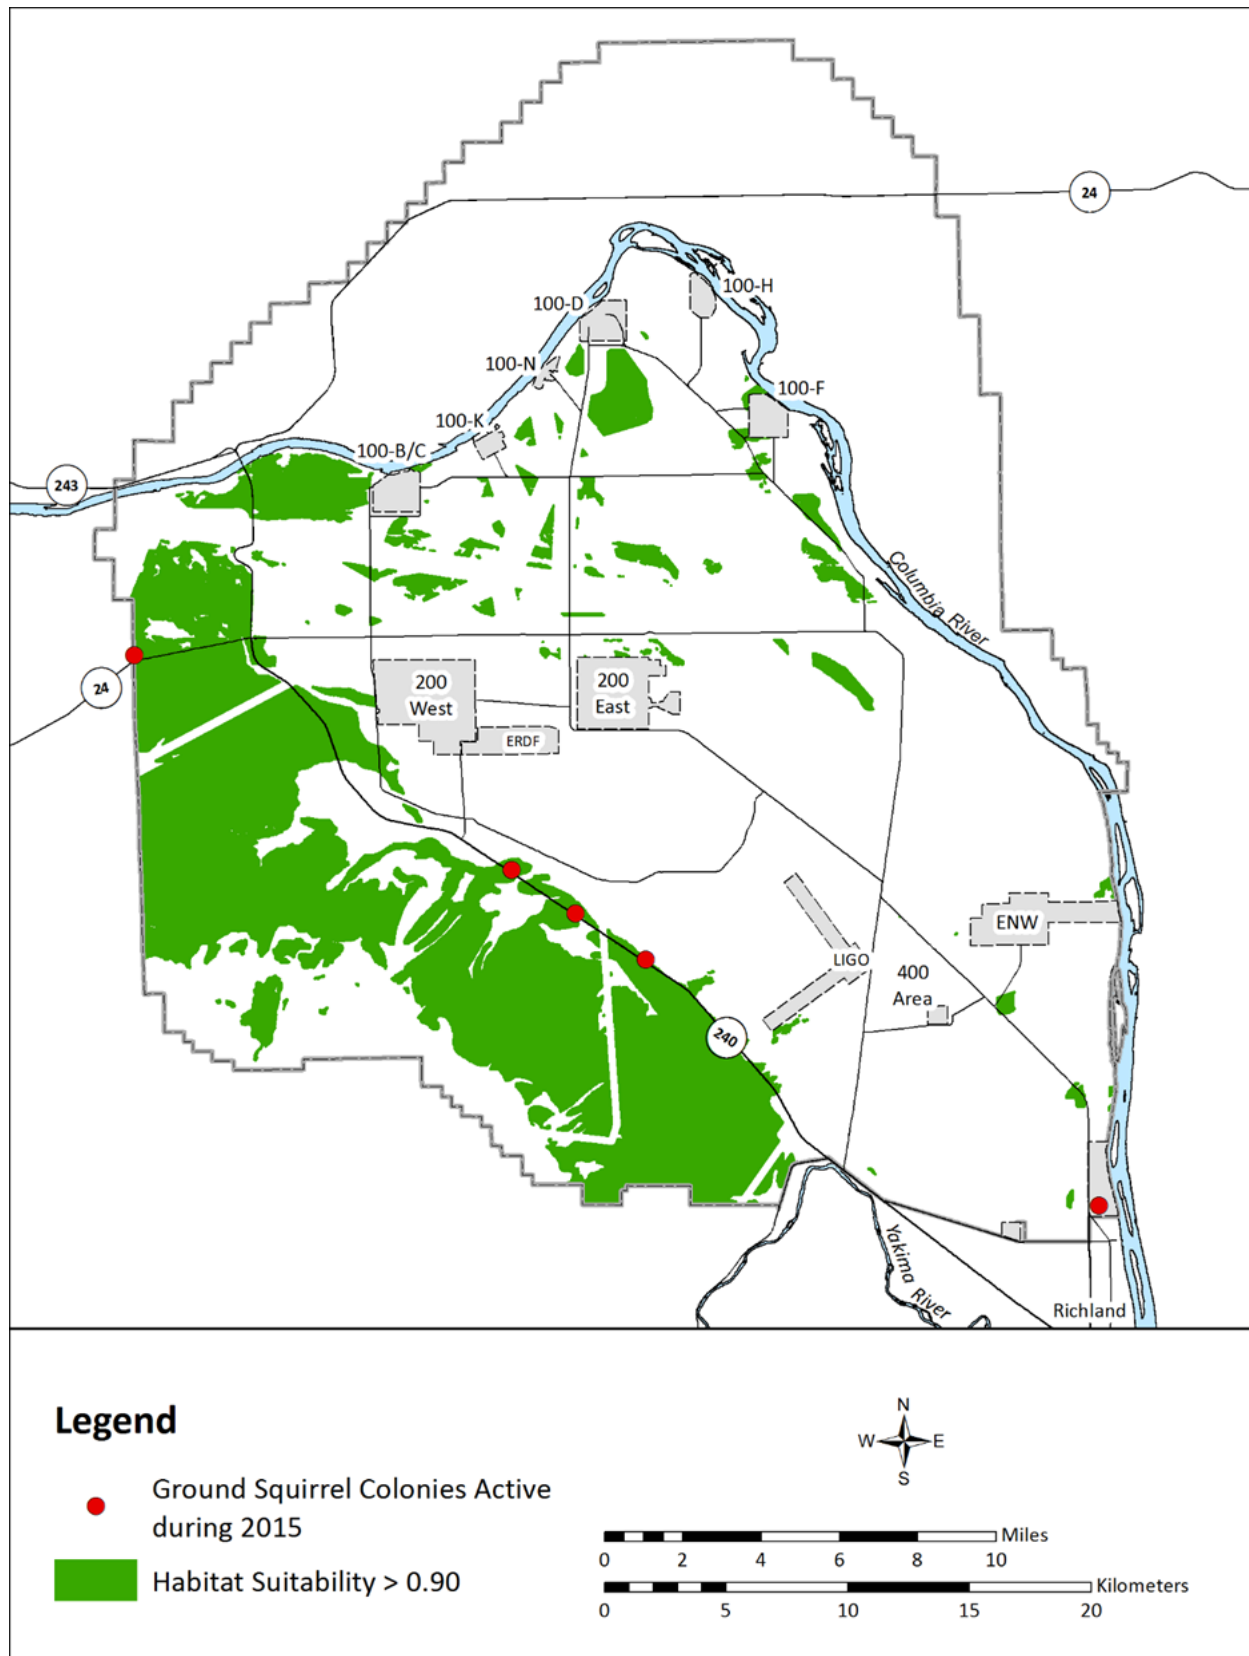 24
100-H
100-D
100-N
100-F
100-K
100-B/C
243
Columbia River
24
200
West
200
East
ERDF
ENW
LIGO
400
Area
240
Yakima
River
Richland
Legend
Ground Squirrel Colonies Active
during 2015
Habitat Suitability > 0.90
N
W E
S
Miles
0 2 4 6 8 10
Kilometers
0 5 10 15 20